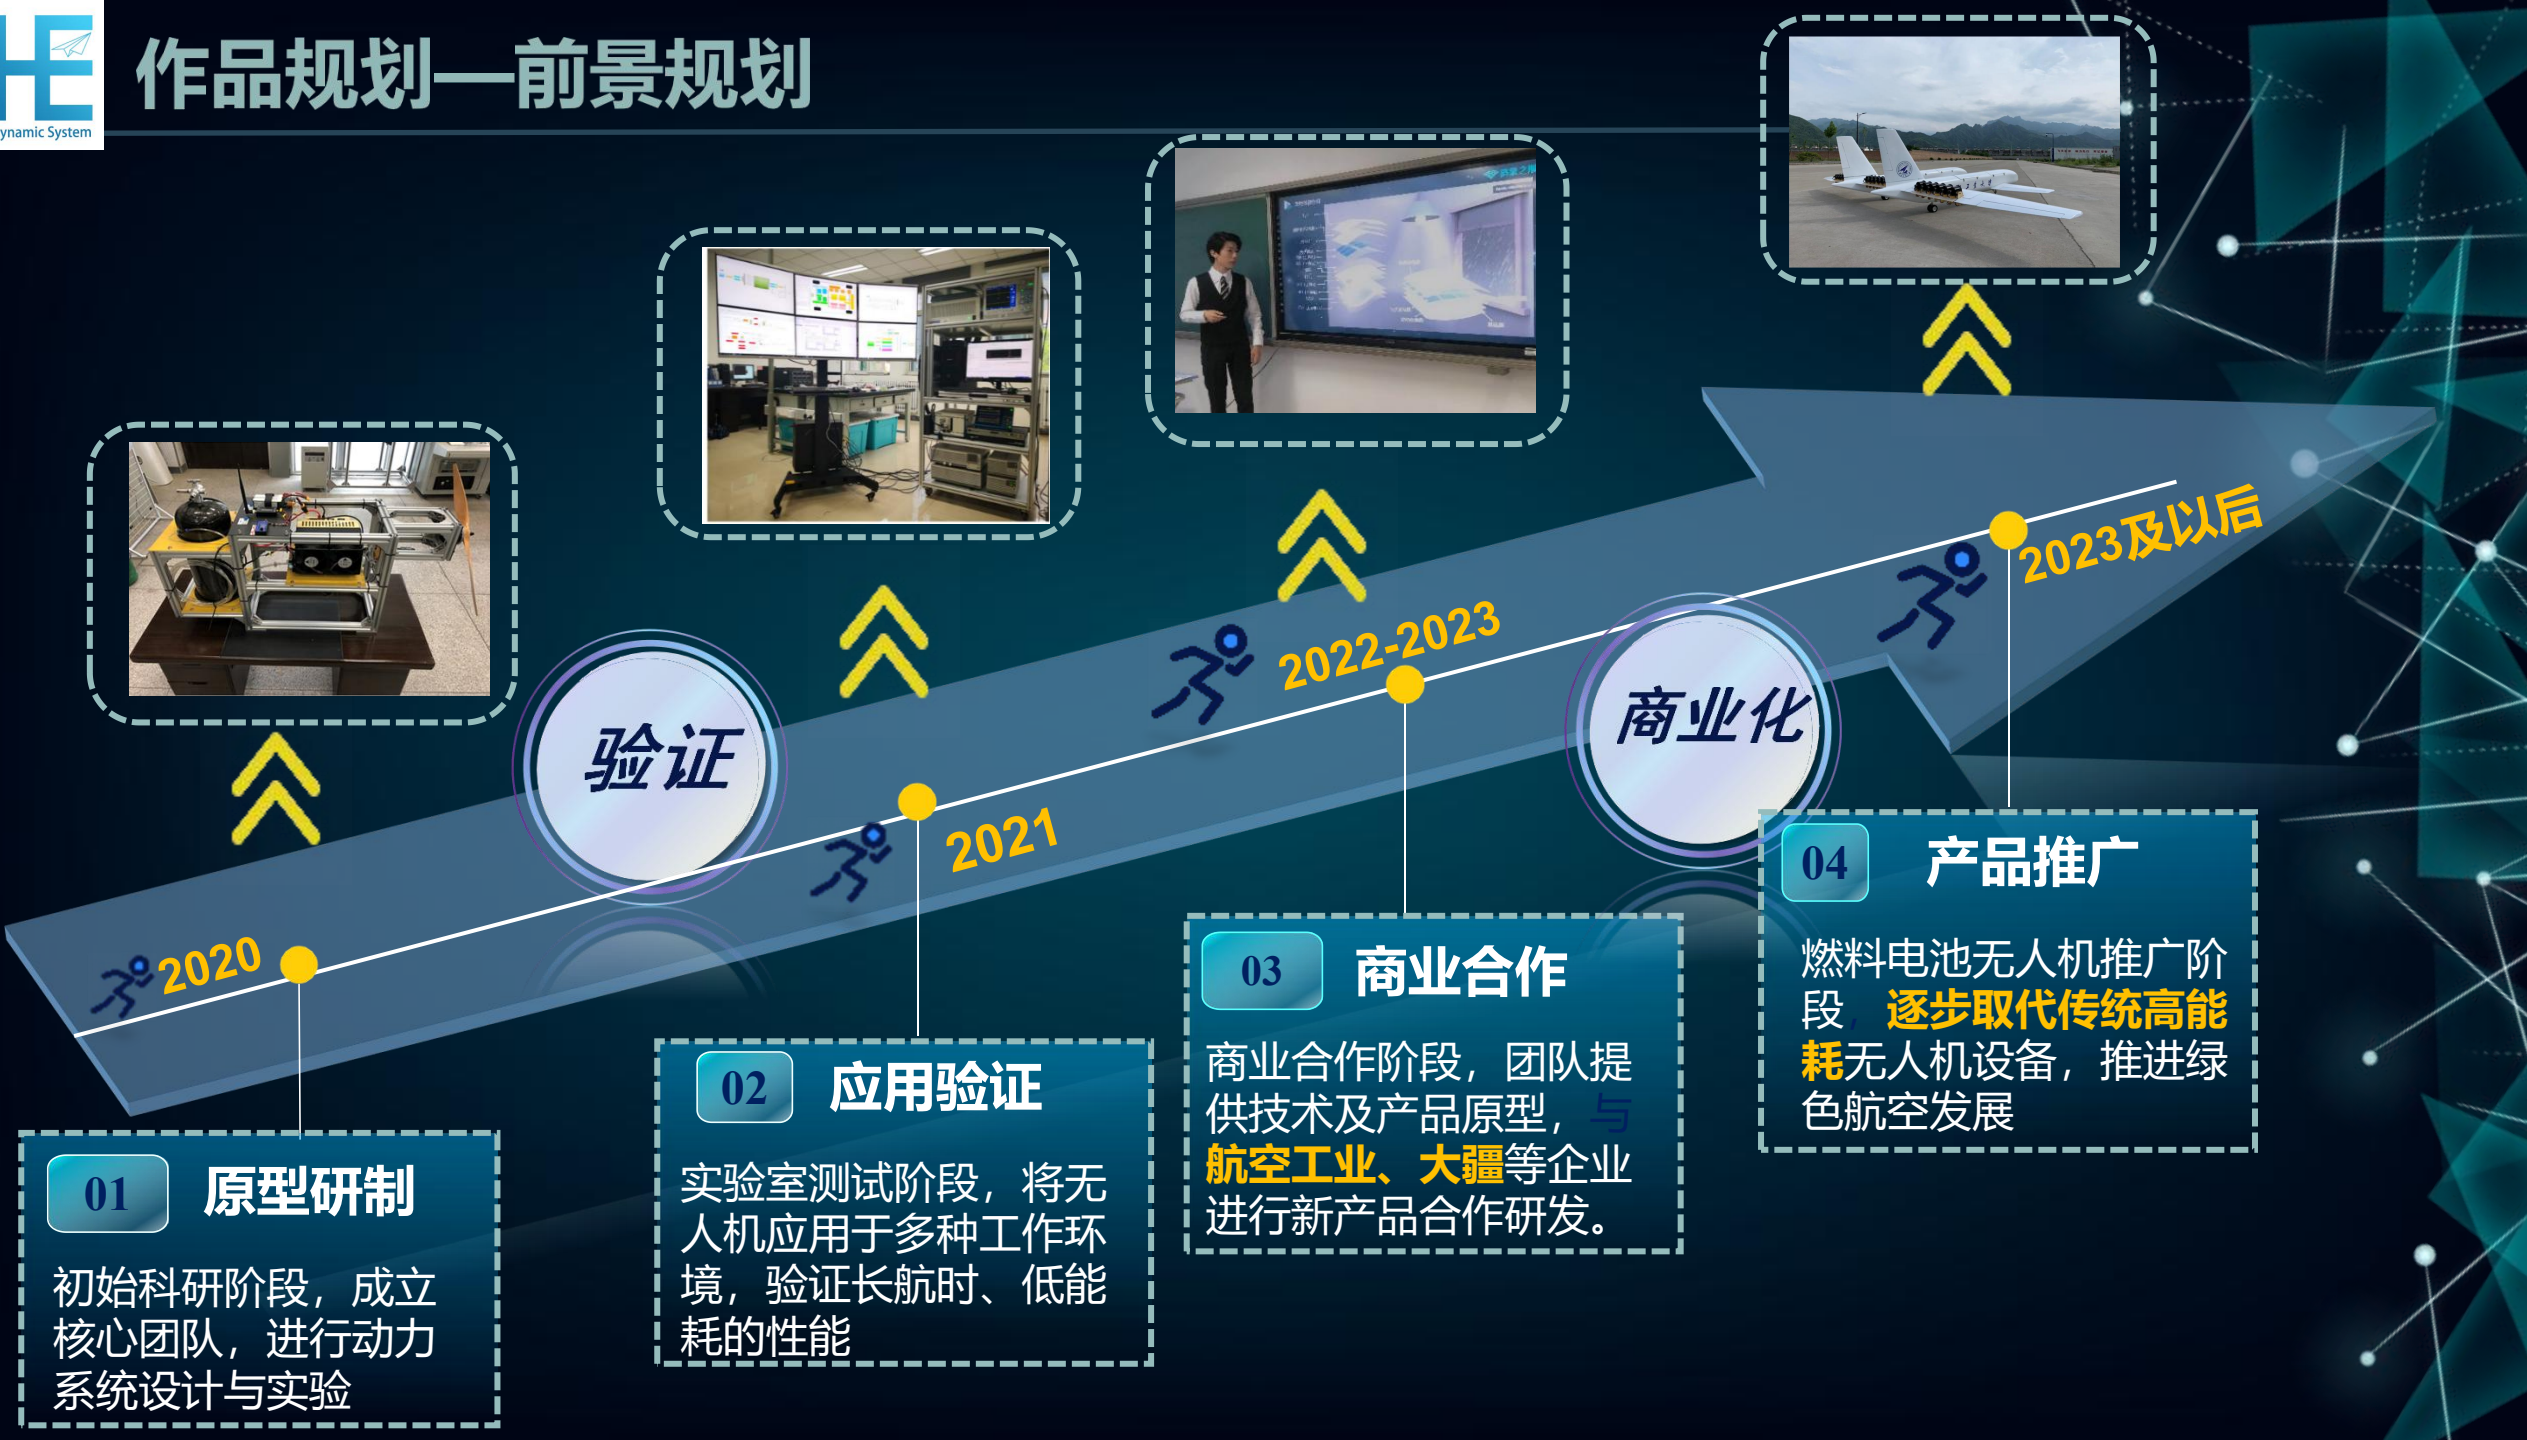 HE
ynamic System
作品规划—前景规划
验证
商业化
2020
2021
2022-2023
2023及以后
01
原型研制
初始科研阶段，成立
核心团队，进行动力
系统设计与实验
02
应用验证
实验室测试阶段，将无
人机应用于多种工作环
境，验证长航时、低能
耗的性能
03
商业合作
商业合作阶段，团队提
供技术及产品原型，与
航空工业、大疆等企业
进行新产品合作研发。
04
产品推广
燃料电池无人机推广阶
段，逐步取代传统高能
耗无人机设备，推进绿
色航空发展